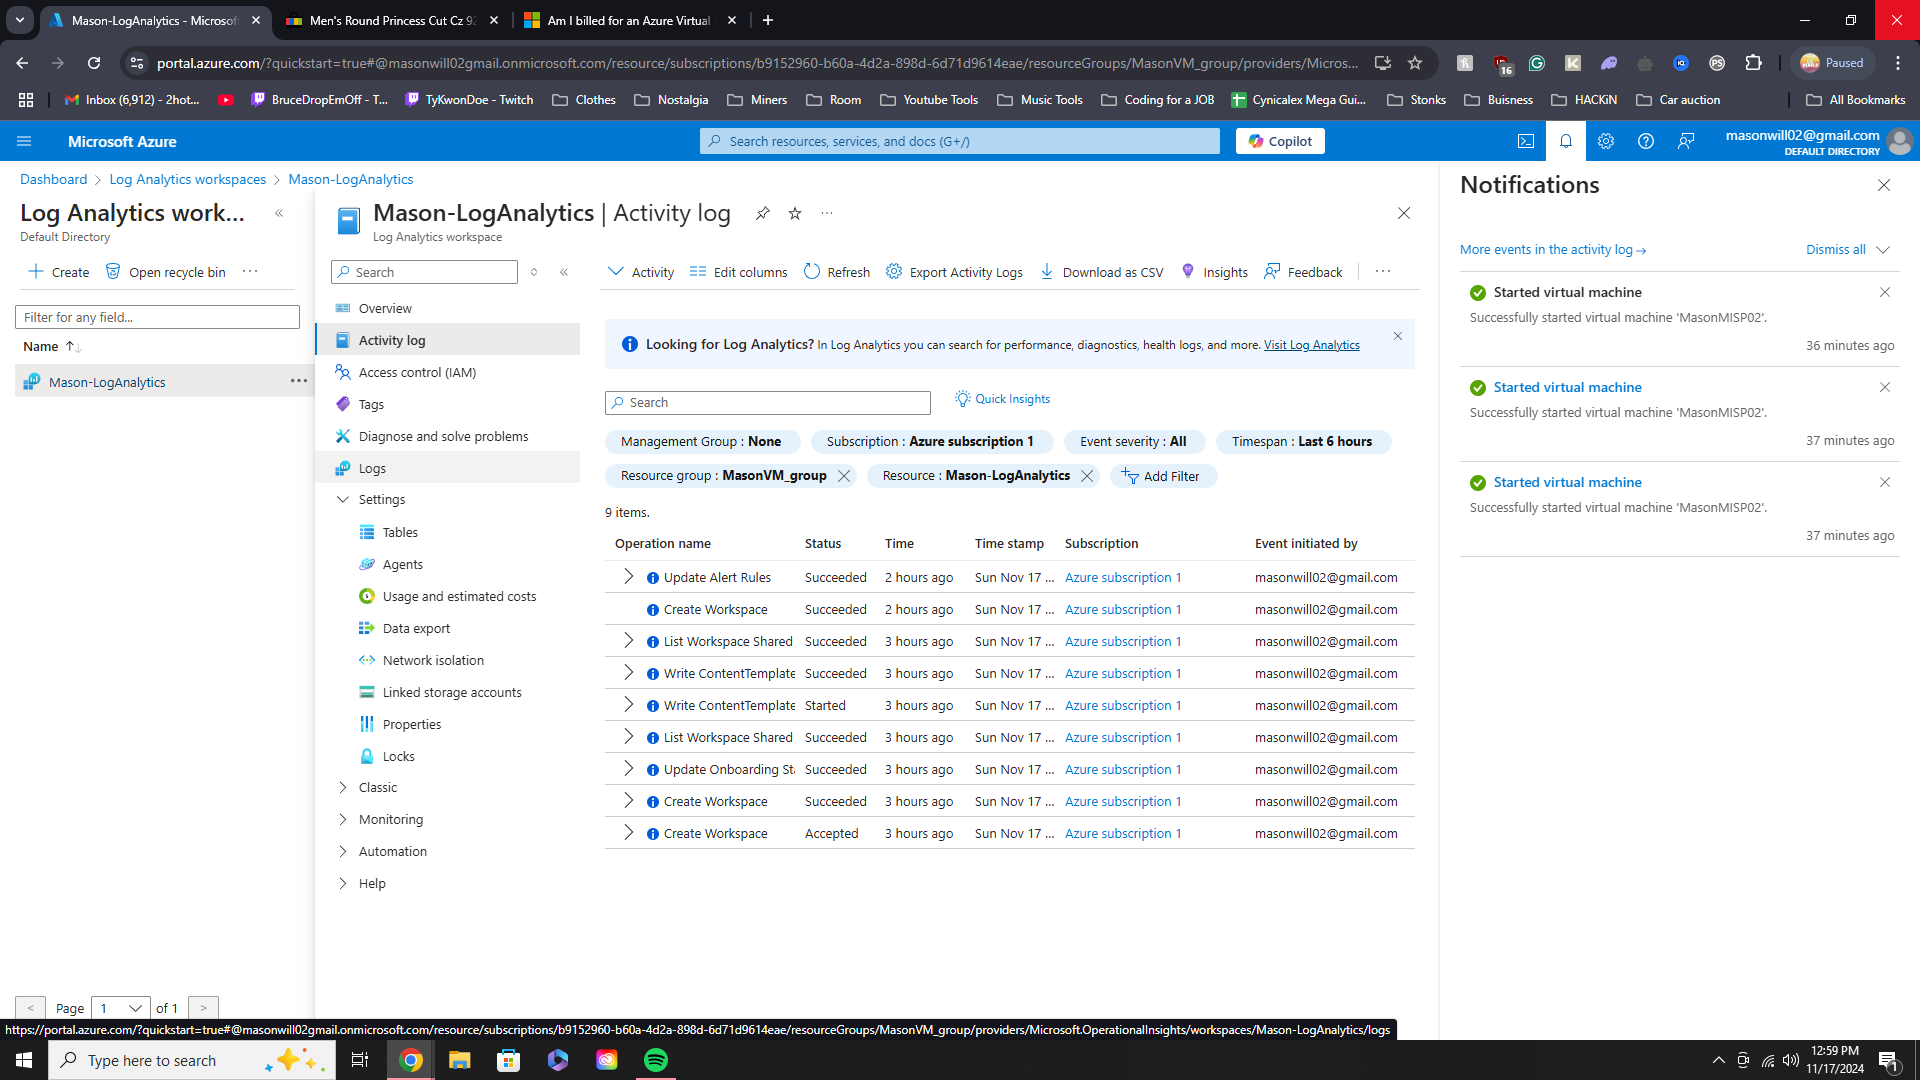 Mason-LogAnalytics - Microsoft
Men's Round Princess Cut Cz 92
Am I billed for an Azure Virtual
portal.azure.com/?quickstart=true#@masonwill02gmail.onmicrosoft.com/resource/subscriptions/b9152960-b60a-4d2a-898d-6d71d9614eae/resourceGroups/MasonVM_group/providers/Micros...
16
Paused
Inbox (6,912) - 2hot...
BruceDropEmOff - T...
TyKwonDoe - Twitch
Clothes
Nostalgia
Miners
Room
Youtube Tools
Music Tools
Coding for a JOB
Cynicalex Mega Gui...
Stonks
Buisness
HACKiN
Car auction
All Bookmarks
Microsoft Azure
Search resources, services, and docs (G+/)
Copilot
masonwill02@gmail.com
DEFAULT DIRECTORY
Dashboard > Log Analytics workspaces > Mason-LogAnalytics
Log Analytics work...
Default Directory
Create
Open recycle bin
Filter for any field...
Name
Mason-LogAnalytics
< Page 1 of 1 >
Mason-LogAnalytics | Activity log
Log Analytics workspace
Search
Overview
Activity log
Access control (IAM)
Tags
Diagnose and solve problems
Logs
Settings
Tables
Agents
Usage and estimated costs
Data export
Network isolation
Linked storage accounts
Properties
Locks
Classic
Monitoring
Automation
Help
Activity
Edit columns
Refresh
Export Activity Logs
Download as CSV
Insights
Feedback
Looking for Log Analytics? In Log Analytics you can search for performance, diagnostics, health logs, and more. Visit Log Analytics
Search
Quick Insights
Management Group : None
Subscription : Azure subscription 1
Event severity : All
Timespan : Last 6 hours
Resource group : MasonVM_group
Resource : Mason-LogAnalytics
Add Filter
9 items.
Operation name Status Time Time stamp Subscription Event initiated by
Update Alert Rules Succeeded 2 hours ago Sun Nov 17 ... Azure subscription 1 masonwill02@gmail.com
Create Workspace Succeeded 2 hours ago Sun Nov 17 ... Azure subscription 1 masonwill02@gmail.com
List Workspace Shared Succeeded 3 hours ago Sun Nov 17 ... Azure subscription 1 masonwill02@gmail.com
Write ContentTemplate Succeeded 3 hours ago Sun Nov 17 ... Azure subscription 1 masonwill02@gmail.com
Write ContentTemplate Started 3 hours ago Sun Nov 17 ... Azure subscription 1 masonwill02@gmail.com
List Workspace Shared Succeeded 3 hours ago Sun Nov 17 ... Azure subscription 1 masonwill02@gmail.com
Update Onboarding Sta Succeeded 3 hours ago Sun Nov 17 ... Azure subscription 1 masonwill02@gmail.com
Create Workspace Succeeded 3 hours ago Sun Nov 17 ... Azure subscription 1 masonwill02@gmail.com
Create Workspace Accepted 3 hours ago Sun Nov 17 ... Azure subscription 1 masonwill02@gmail.com
Notifications
More events in the activity log →
Dismiss all
Started virtual machine
Successfully started virtual machine 'MasonMISP02'.
36 minutes ago
Started virtual machine
Successfully started virtual machine 'MasonMISP02'.
37 minutes ago
Started virtual machine
Successfully started virtual machine 'MasonMISP02'.
37 minutes ago
https://portal.azure.com/?quickstart=true#@masonwill02gmail.onmicrosoft.com/resource/subscriptions/b9152960-b60a-4d2a-898d-6d71d9614eae/resourceGroups/MasonVM_group/providers/Microsoft.OperationalInsights/workspaces/Mason-LogAnalytics/logs
Type here to search
12:59 PM
11/17/2024
1